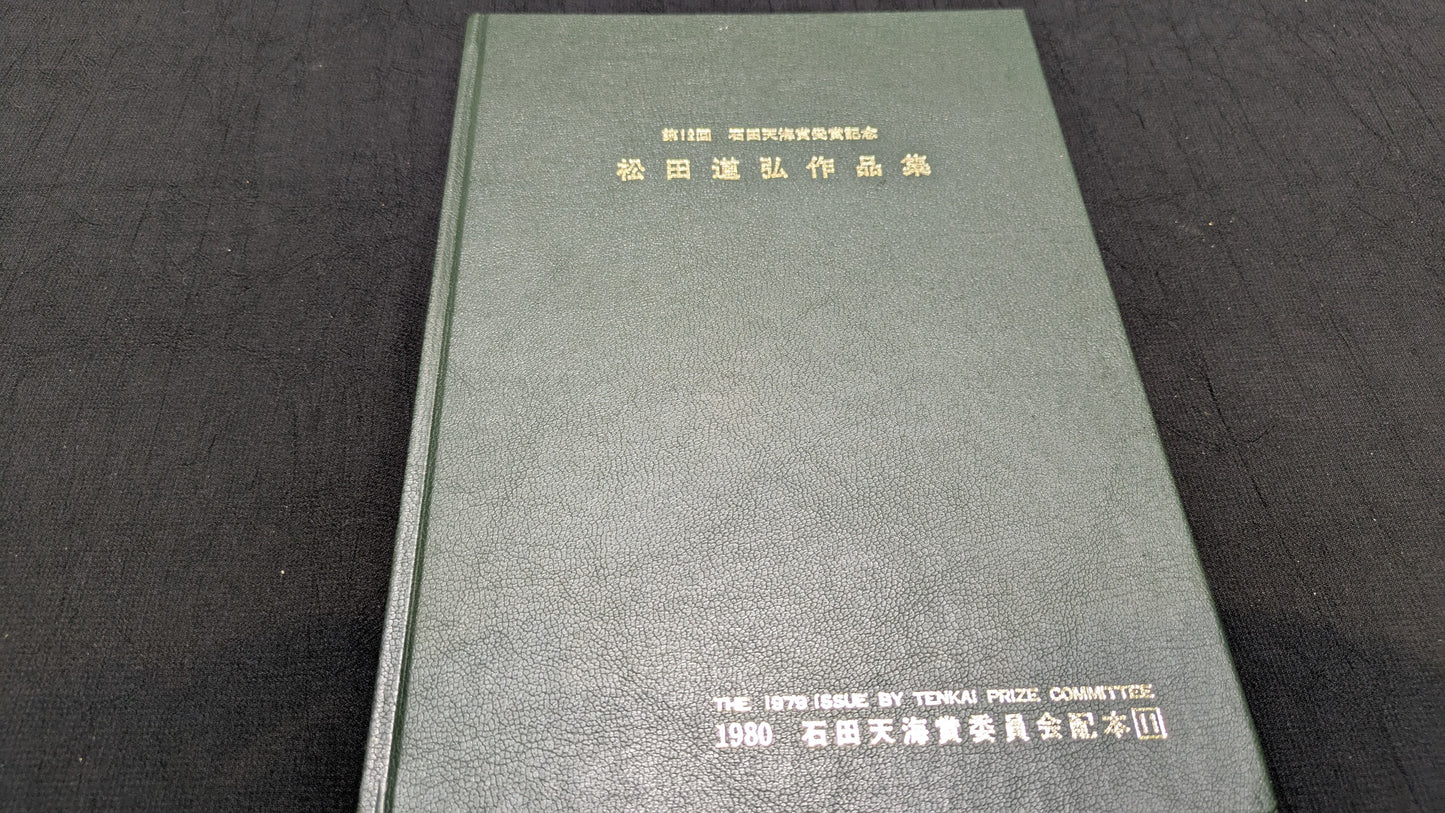 第12回 石田天海賞受賞記念
松田道弘作品集
THE 1979 ISSUE BY TENKAI PRIZE COMMITTEE
1980 石田天海賞委員会配本11